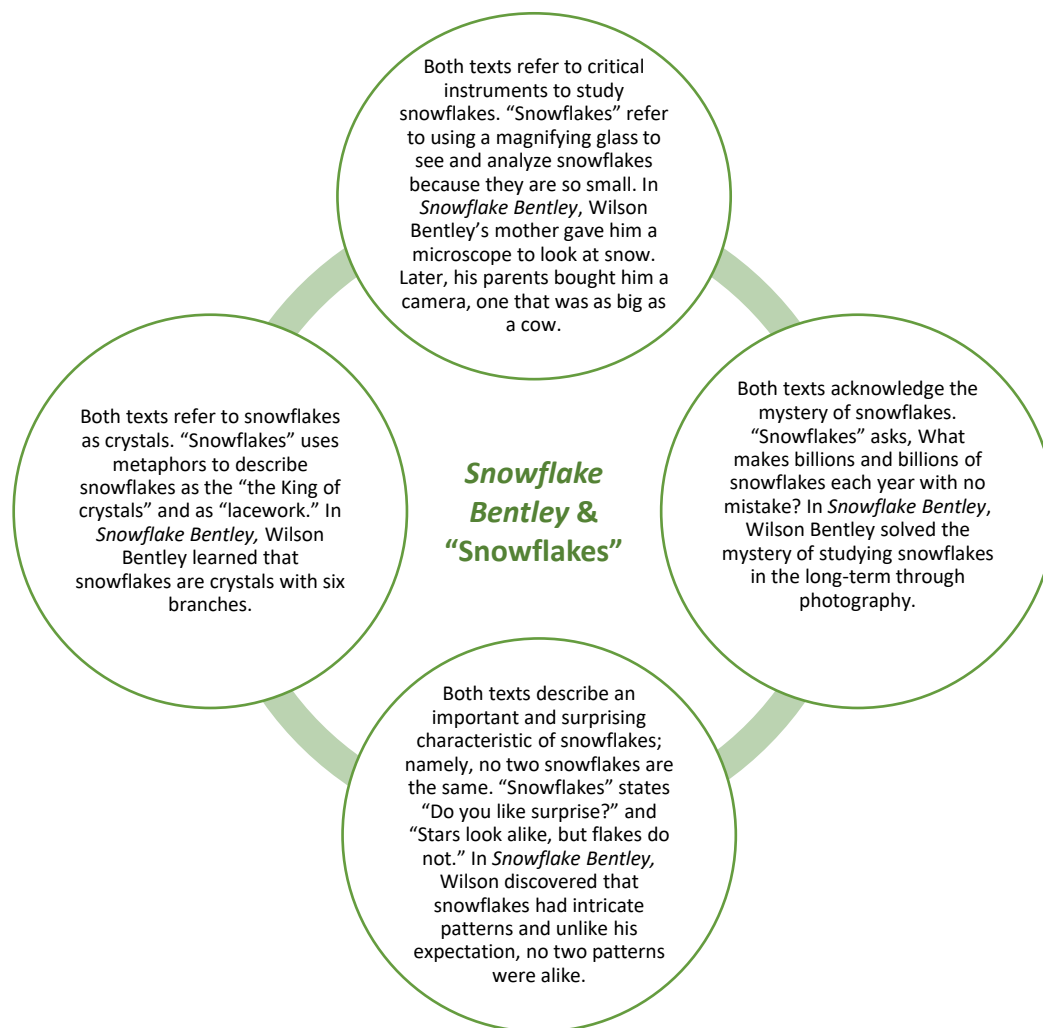 Both texts refer to critical
instruments to study
snowflakes. “Snowflakes” refer
to using a magnifying glass to
see and analyze snowflakes
because they are so small. In
Snowflake Bentley, Wilson
Bentley’s mother gave him a
microscope to look at snow.
Later, his parents bought him a
camera, one that was as big as
a cow.
Both texts refer to snowflakes
as crystals. “Snowflakes” uses
metaphors to describe
snowflakes as the “the King of
crystals” and as “lacework.” In
Snowflake Bentley, Wilson
Bentley learned that
snowflakes are crystals with six
branches.
Snowflake
Bentley &
“Snowflakes”
Both texts acknowledge the
mystery of snowflakes.
“Snowflakes” asks, What
makes billions and billions of
snowflakes each year with no
mistake? In Snowflake Bentley,
Wilson Bentley solved the
mystery of studying snowflakes
in the long-term through
photography.
Both texts describe an
important and surprising
characteristic of snowflakes;
namely, no two snowflakes are
the same. “Snowflakes” states
“Do you like surprise?” and
“Stars look alike, but flakes do
not.” In Snowflake Bentley,
Wilson discovered that
snowflakes had intricate
patterns and unlike his
expectation, no two patterns
were alike.